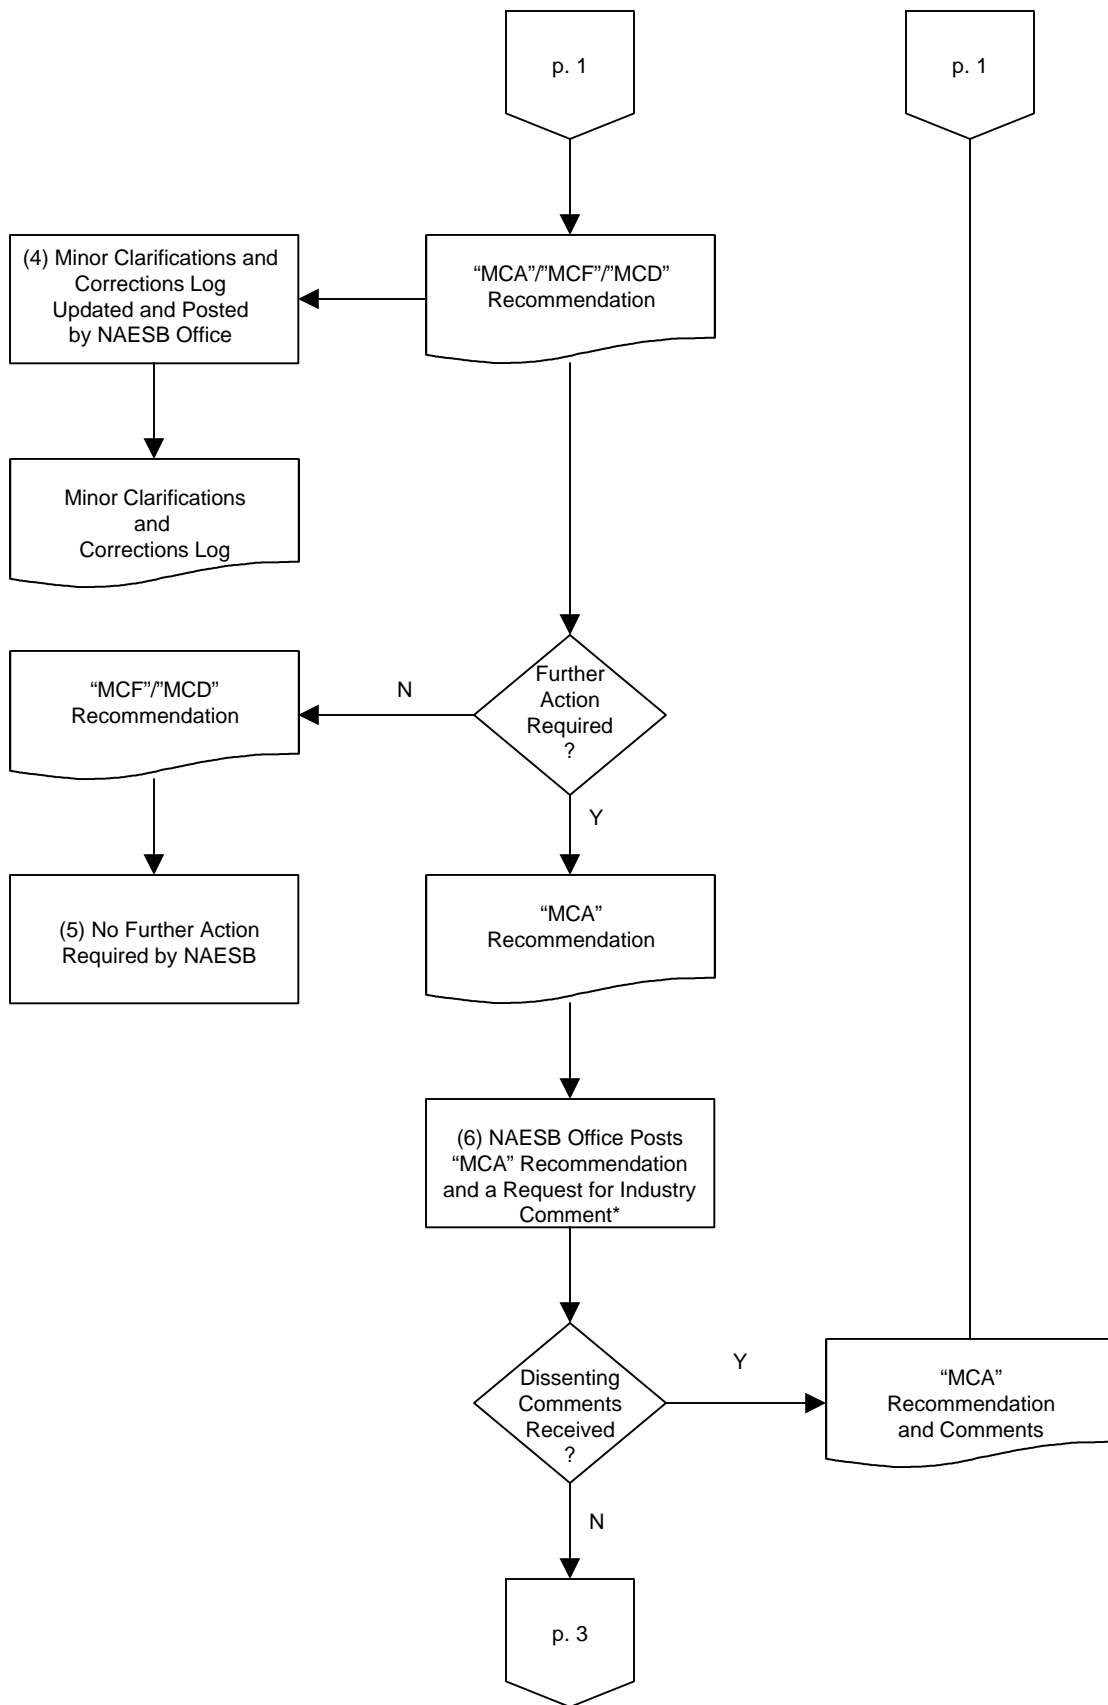 p. 1
p. 1
(4) Minor Clarifications and
Corrections Log
Updated and Posted
by NAESB Office
“MCA”/”MCF”/”MCD”
Recommendation
Minor Clarifications
and
Corrections Log
“MCF”/”MCD”
Recommendation
N
Further
Action
Required
?
Y
(5) No Further Action
Required by NAESB
“MCA”
Recommendation
(6) NAESB Office Posts
“MCA” Recommendation
and a Request for Industry
Comment*
Dissenting
Comments
Received
?
Y
“MCA”
Recommendation
and Comments
N
p. 3